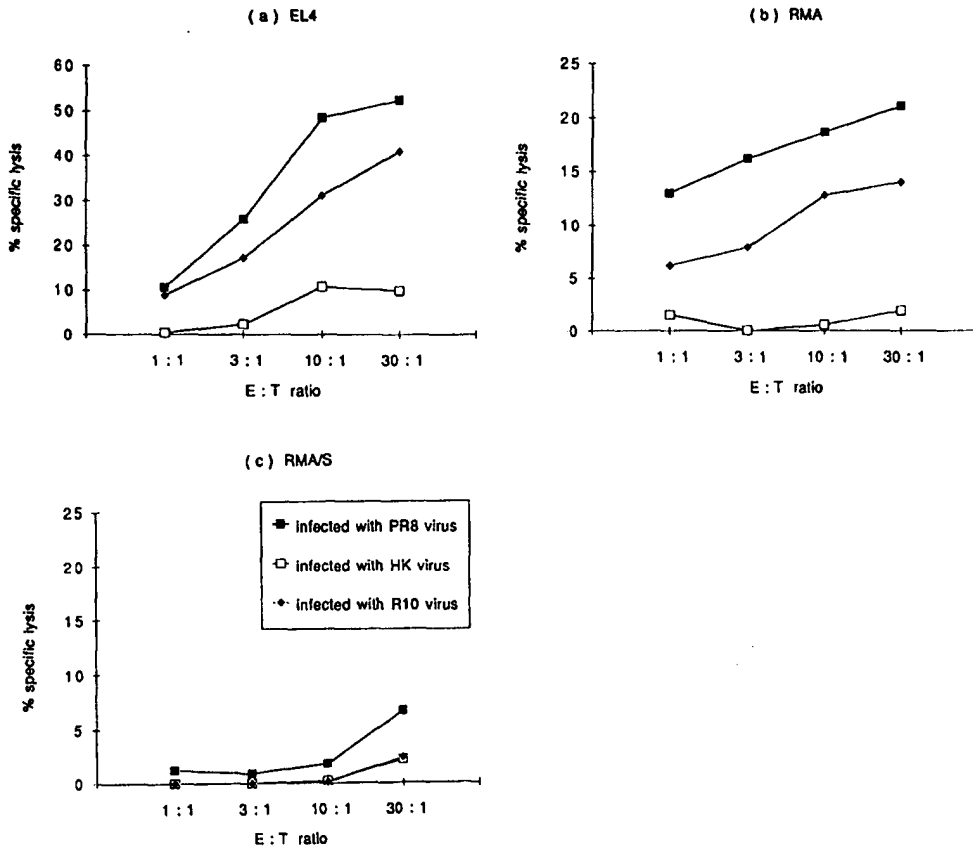 ( a ) EL4
60
50
40
30
20
10
0
% specific lysis
1 : 1 3 : 1 10 : 1 30 : 1
E : T ratio
( b ) RMA
25
20
15
10
5
0
% specific lysis
1 : 1 3 : 1 10 : 1 30 : 1
E : T ratio
( c ) RMA/S
25
20
15
10
5
0
% specific lysis
infected with PR8 virus
infected with HK virus
infected with R10 virus
1 : 1 3 : 1 10 : 1 30 : 1
E : T ratio